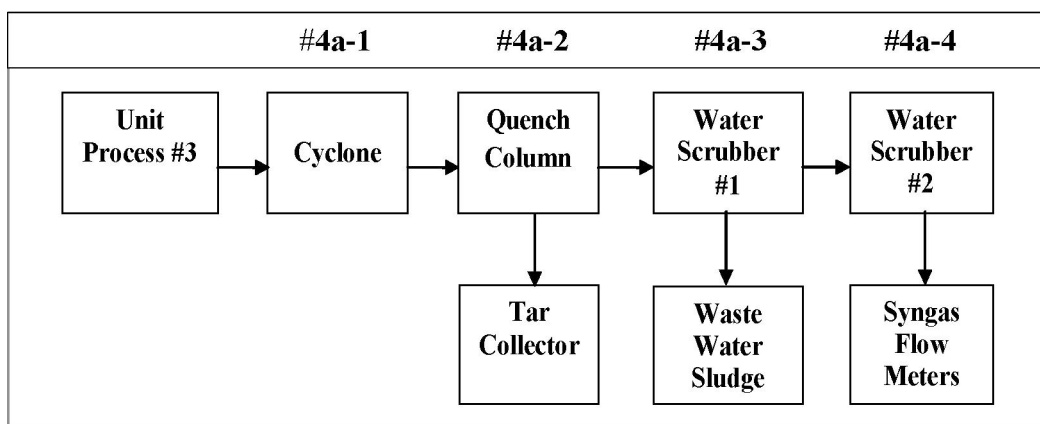 #4a-1 #4a-2 #4a-3 #4a-4
Unit
Process #3
Cyclone
Quench
Column
Water
Scrubber
#1
Water
Scrubber
#2
Tar
Collector
Waste
Water
Sludge
Syngas
Flow
Meters